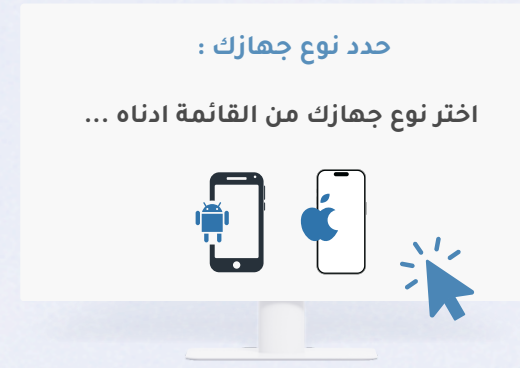 حدد نوع جهازك :
اختر نوع جهازك من القائمة ادناه ...